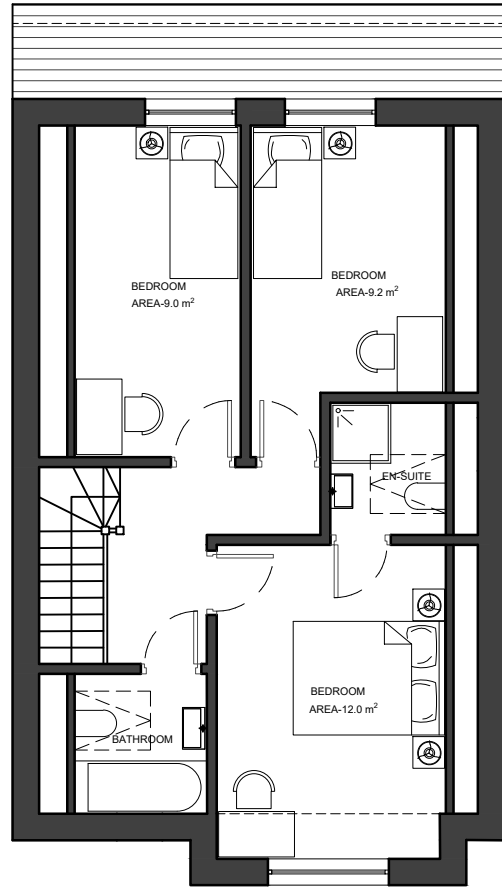 BEDROOM
AREA-9.0 m²
BEDROOM
AREA-9.2 m²
EN-SUITE
BEDROOM
AREA-12.0 m²
BATHROOM